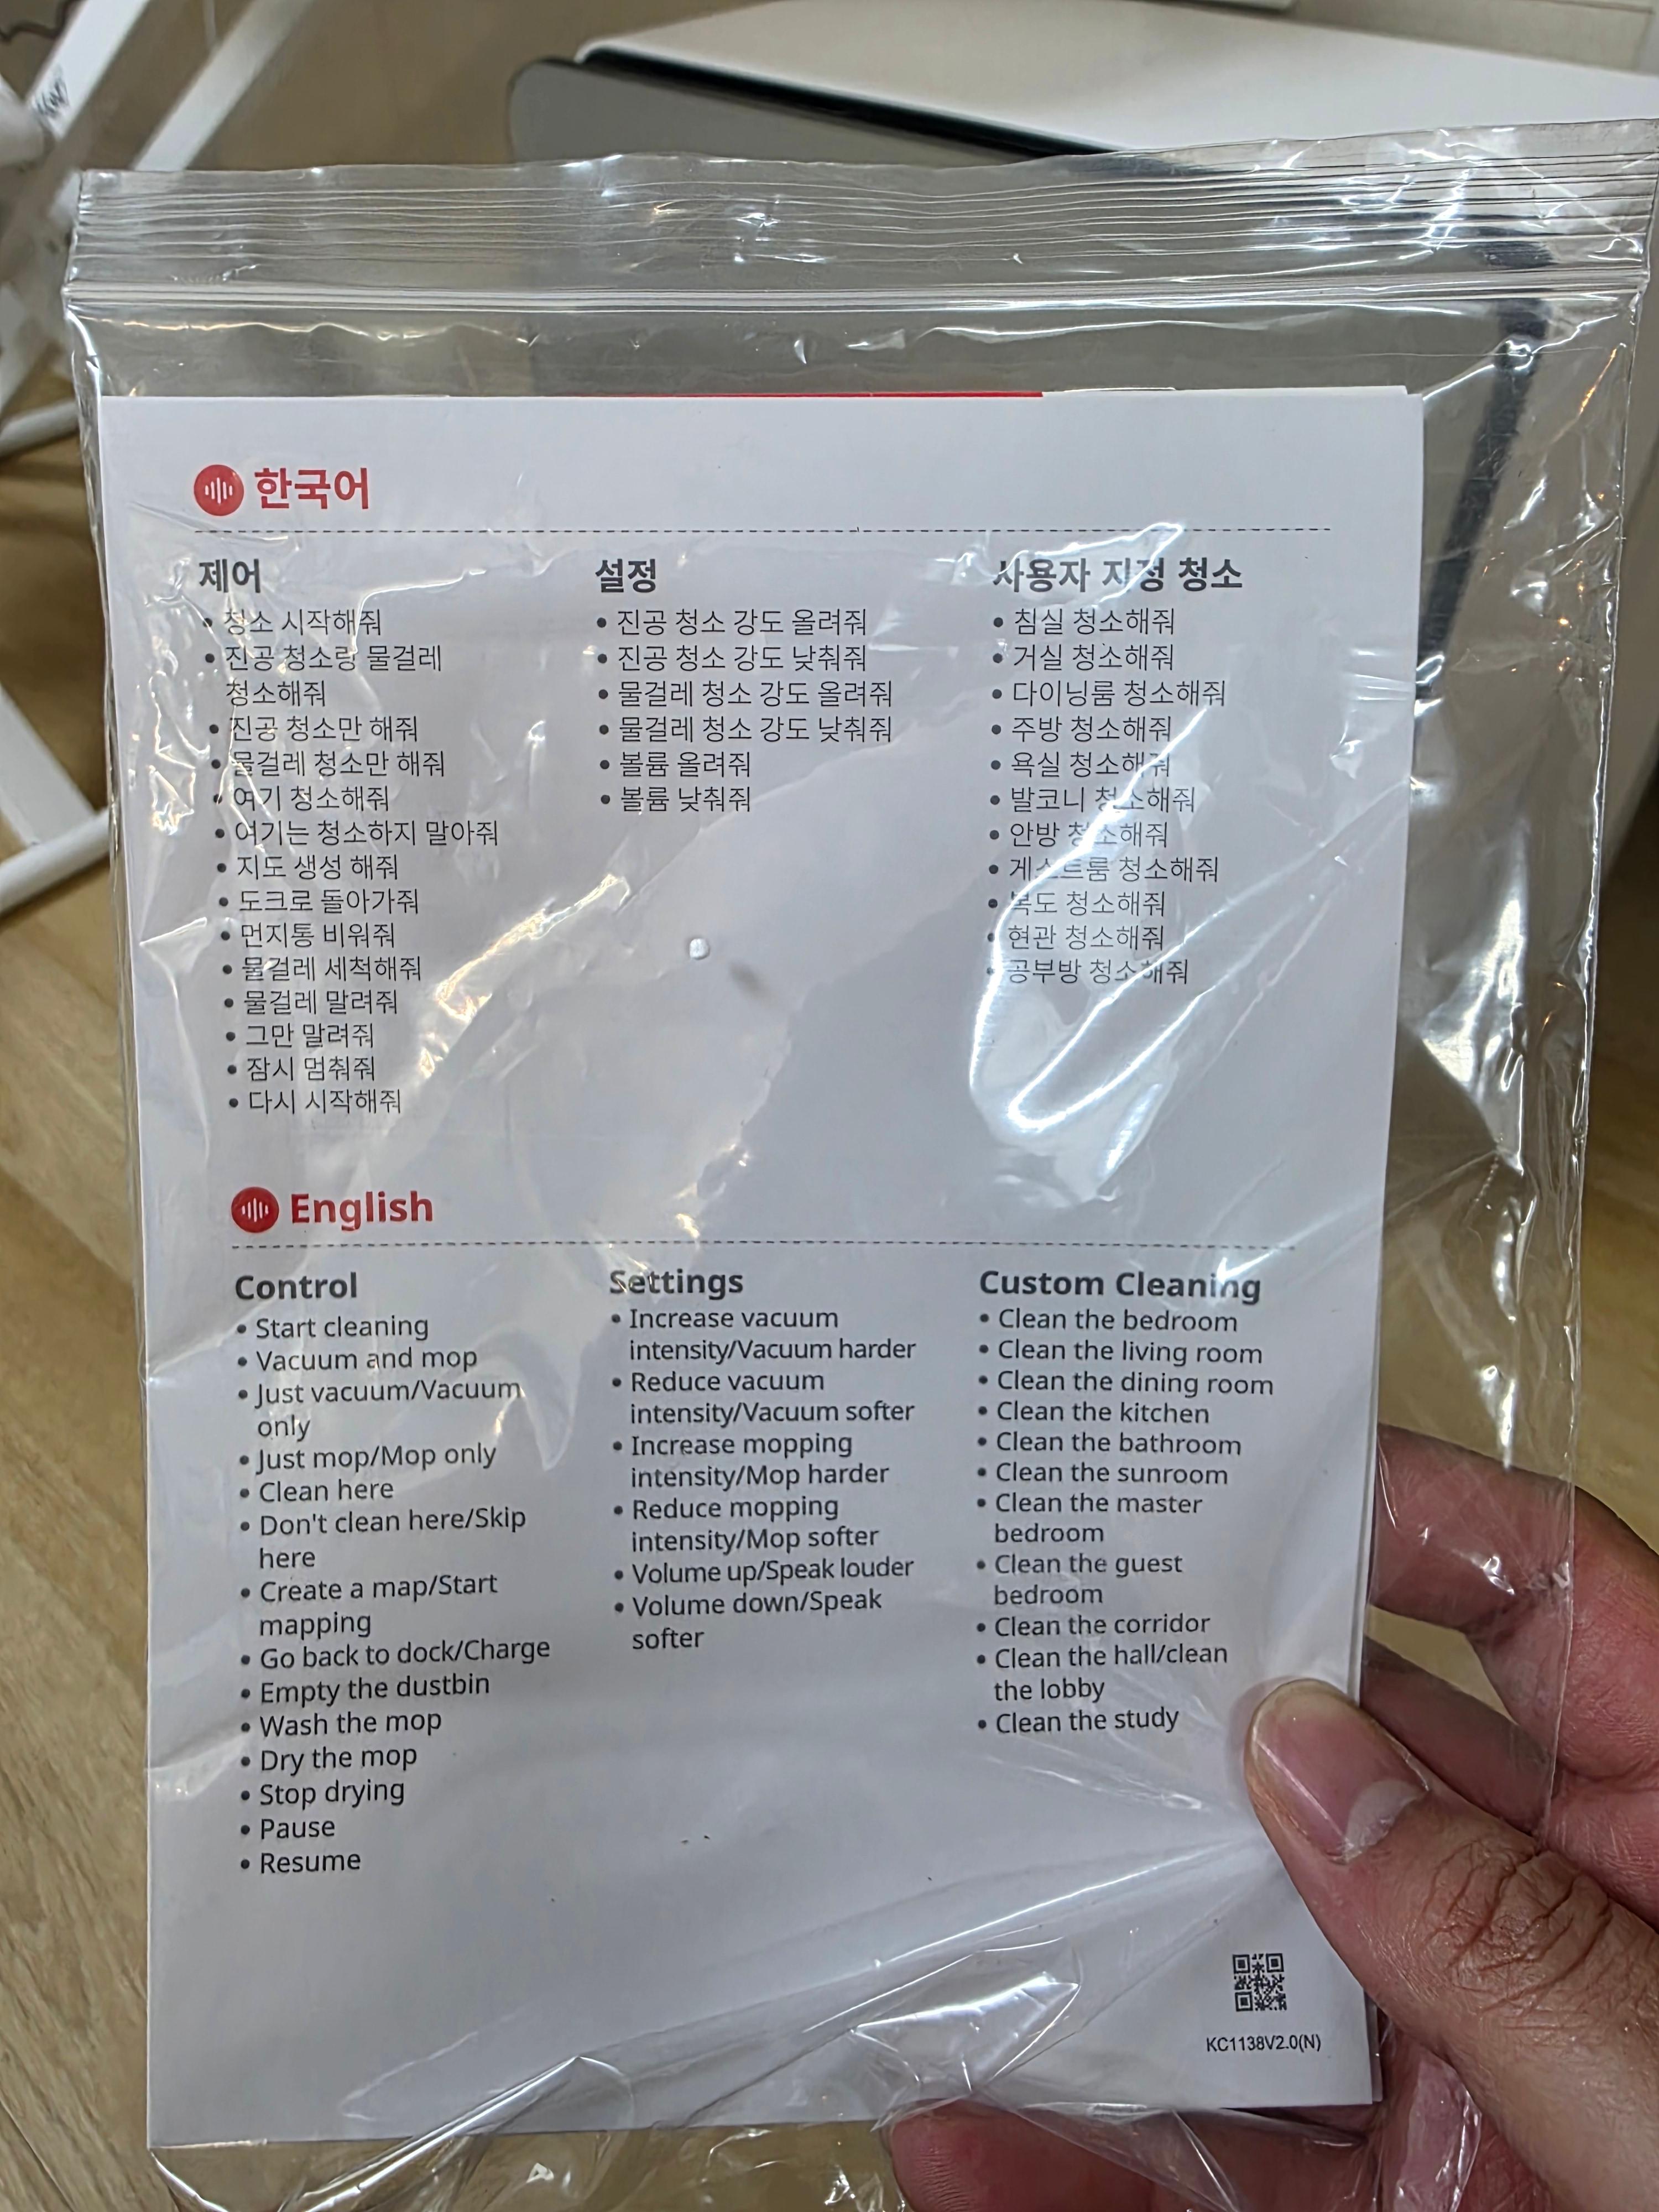 한국어
제어
• 청소 시작해줘
• 진공 청소랑 물걸레
청소해줘
• 진공 청소만 해줘
• 물걸레 청소만 해줘
• 여기 청소해줘
• 여기는 청소하지 말아줘
• 지도 생성 해줘
• 도크로 돌아가줘
• 먼지통 비워줘
• 물걸레 세척해줘
• 물걸레 말려줘
• 그만 말려줘
• 잠시 멈춰줘
• 다시 시작해줘
설정
• 진공 청소 강도 올려줘
• 진공 청소 강도 낮춰줘
• 물걸레 청소 강도 올려줘
• 물걸레 청소 강도 낮춰줘
• 볼륨 올려줘
• 볼륨 낮춰줘
사용자 지정 청소
• 침실 청소해줘
• 거실 청소해줘
• 다이닝룸 청소해줘
• 주방 청소해줘
• 욕실 청소해줘
• 발코니 청소해줘
• 안방 청소해줘
• 게스트룸 청소해줘
• 복도 청소해줘
• 현관 청소해줘
• 공부방 청소해줘
English
Control
• Start cleaning
• Vacuum and mop
• Just vacuum/Vacuum
only
• Just mop/Mop only
• Clean here
• Don't clean here/Skip
here
• Create a map/Start
mapping
• Go back to dock/Charge
• Empty the dustbin
• Wash the mop
• Dry the mop
• Stop drying
• Pause
• Resume
Settings
• Increase vacuum
intensity/Vacuum harder
• Reduce vacuum
intensity/Vacuum softer
• Increase mopping
intensity/Mop harder
• Reduce mopping
intensity/Mop softer
• Volume up/Speak louder
• Volume down/Speak
softer
Custom Cleaning
• Clean the bedroom
• Clean the living room
• Clean the dining room
• Clean the kitchen
• Clean the bathroom
• Clean the sunroom
• Clean the master
bedroom
• Clean the guest
bedroom
• Clean the corridor
• Clean the hall/clean
the lobby
• Clean the study
KC1138V2.0(N)